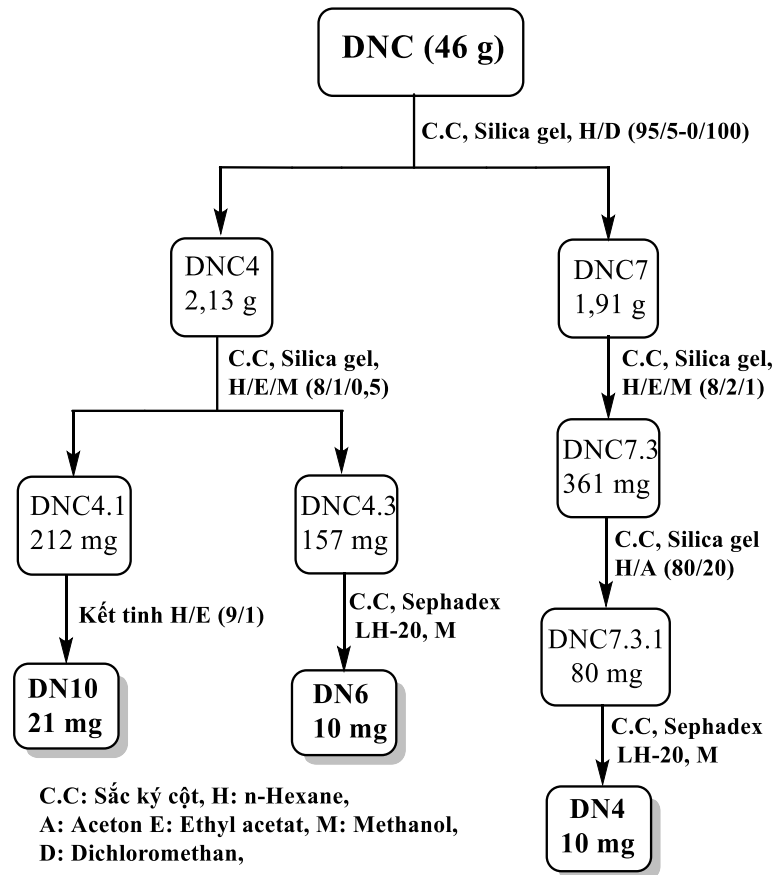 DNC (46 g)
C.C, Silica gel, H/D (95/5-0/100)
DNC4
2,13 g
DNC7
1,91 g
C.C, Silica gel,
H/E/M (8/1/0,5)
C.C, Silica gel,
H/E/M (8/2/1)
DNC4.1
212 mg
DNC4.3
157 mg
DNC7.3
361 mg
C.C, Silica gel
H/A (80/20)
Kết tinh H/E (9/1)
C.C, Sephadex
LH-20, M
DNC7.3.1
80 mg
DN10
21 mg
DN6
10 mg
C.C, Sephadex
LH-20, M
DN4
10 mg
C.C: Sắc ký cột, H: n-Hexane,
A: Aceton E: Ethyl acetat, M: Methanol,
D: Dichloromethan,